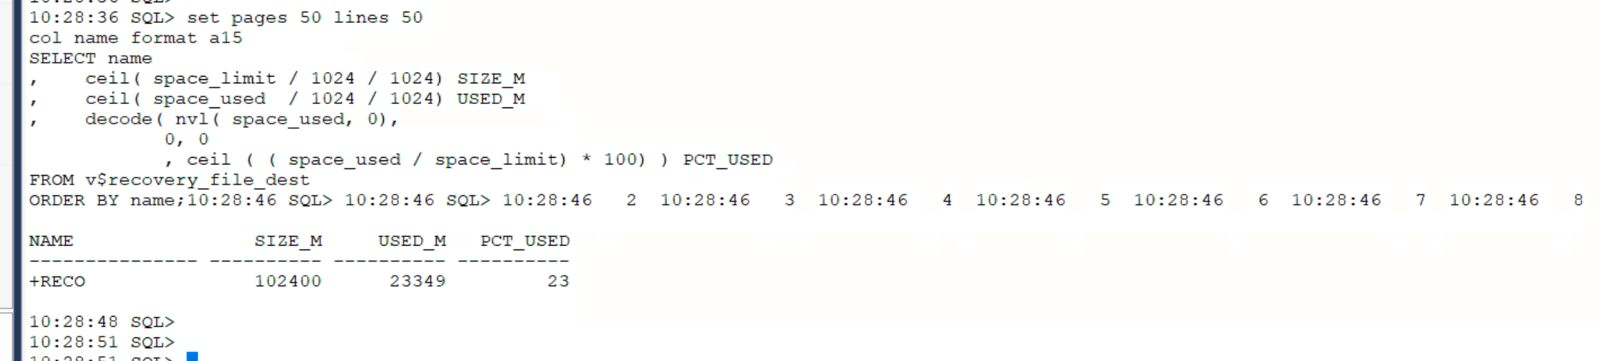 10:28:36 SQL> set pages 50 lines 50
col name format a15
SELECT name
,    ceil( space_limit / 1024 / 1024) SIZE_M
,    ceil( space_used  / 1024 / 1024) USED_M
,    decode( nvl( space_used, 0),
            0, 0
            , ceil ( ( space_used / space_limit) * 100) ) PCT_USED
FROM v$recovery_file_dest
ORDER BY name;10:28:46 SQL> 10:28:46 SQL> 10:28:46   2  10:28:46   3  10:28:46   4  10:28:46   5  10:28:46   6  10:28:46   7  10:28:46   8
NAME                SIZE_M     USED_M   PCT_USED
--------------- ---------- ---------- ----------
+RECO               102400      23349         23
10:28:48 SQL>
10:28:51 SQL>
10:28:51 SQL>